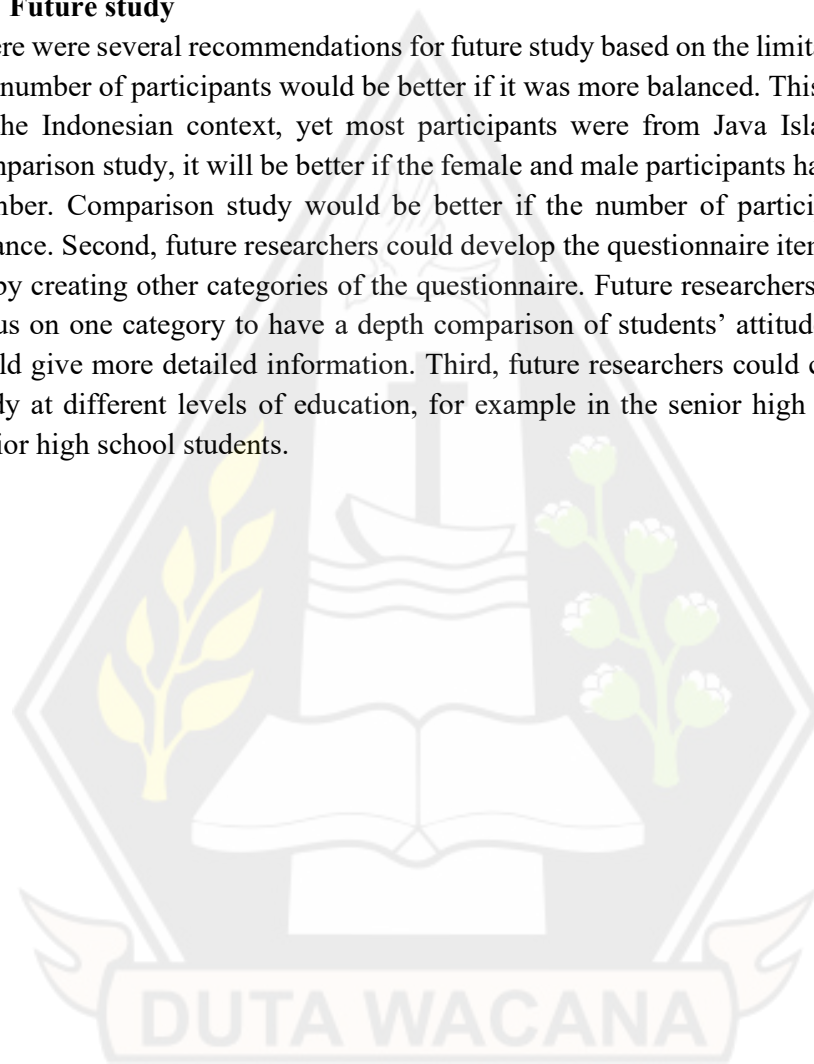 Future study
ere were several recommendations for future study based on the limita
number of participants would be better if it was more balanced. This
he Indonesian context, yet most participants were from Java Isla
nparison study, it will be better if the female and male participants ha
nber. Comparison study would be better if the number of partici
ance. Second, future researchers could develop the questionnaire iter
by creating other categories of the questionnaire. Future researchers
us on one category to have a depth comparison of students’ attitude
ld give more detailed information. Third, future researchers could c
dy at different levels of education, for example in the senior high
ior high school students.
DUTA WACANA